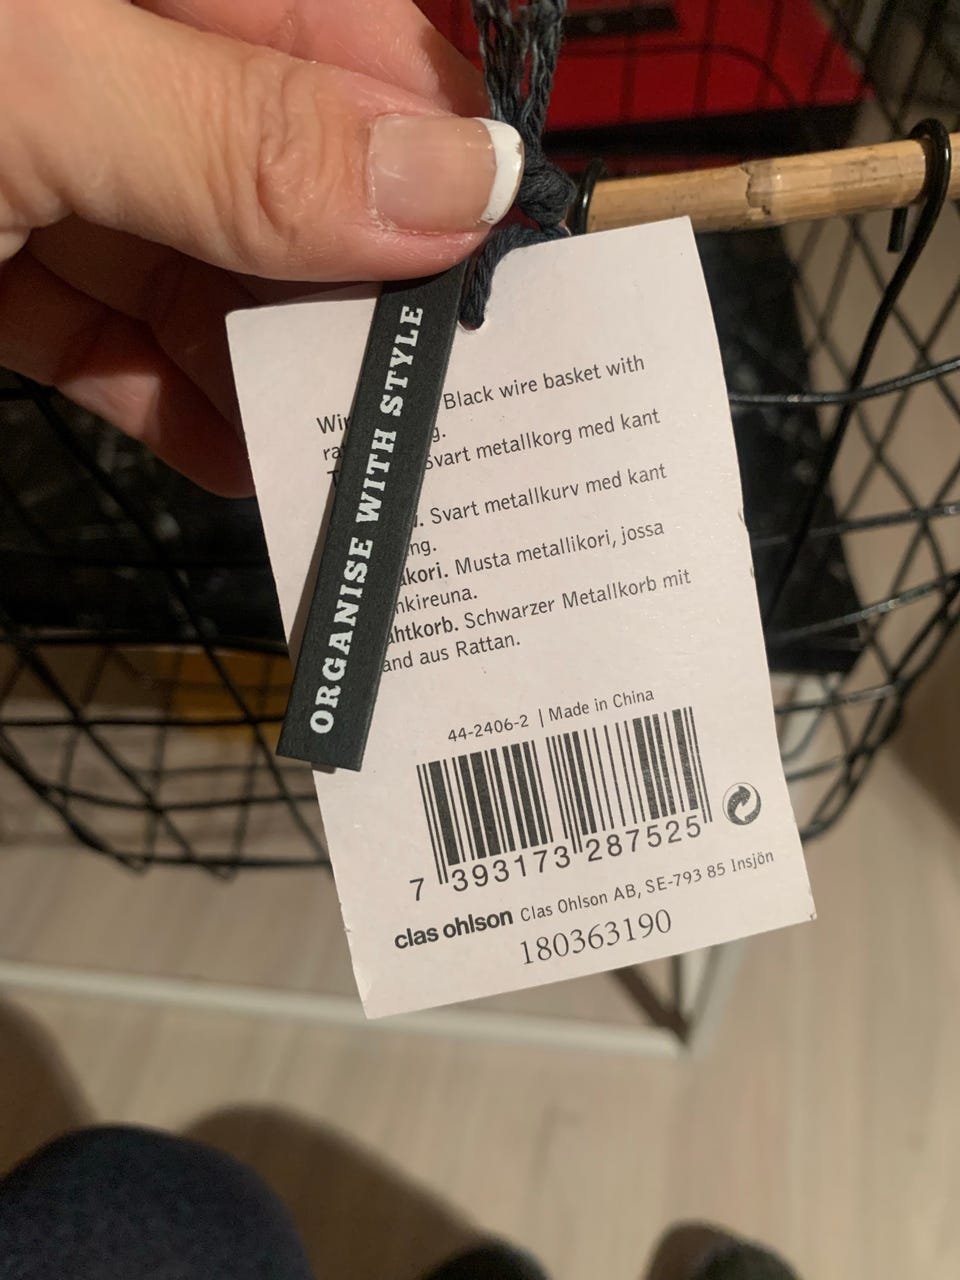 ORGANISE WITH STYLE
Black wire basket with
Svart metallkorg med kant
Svart metallkurv med kant
Musta metallikori, jossa
Schwarzer Metallkorb mit
aus Rattan.
44-2406-2 | Made in China
7 393173 287525
clas ohlson Clas Ohlson AB, SE-793 85 Insjön
180363190